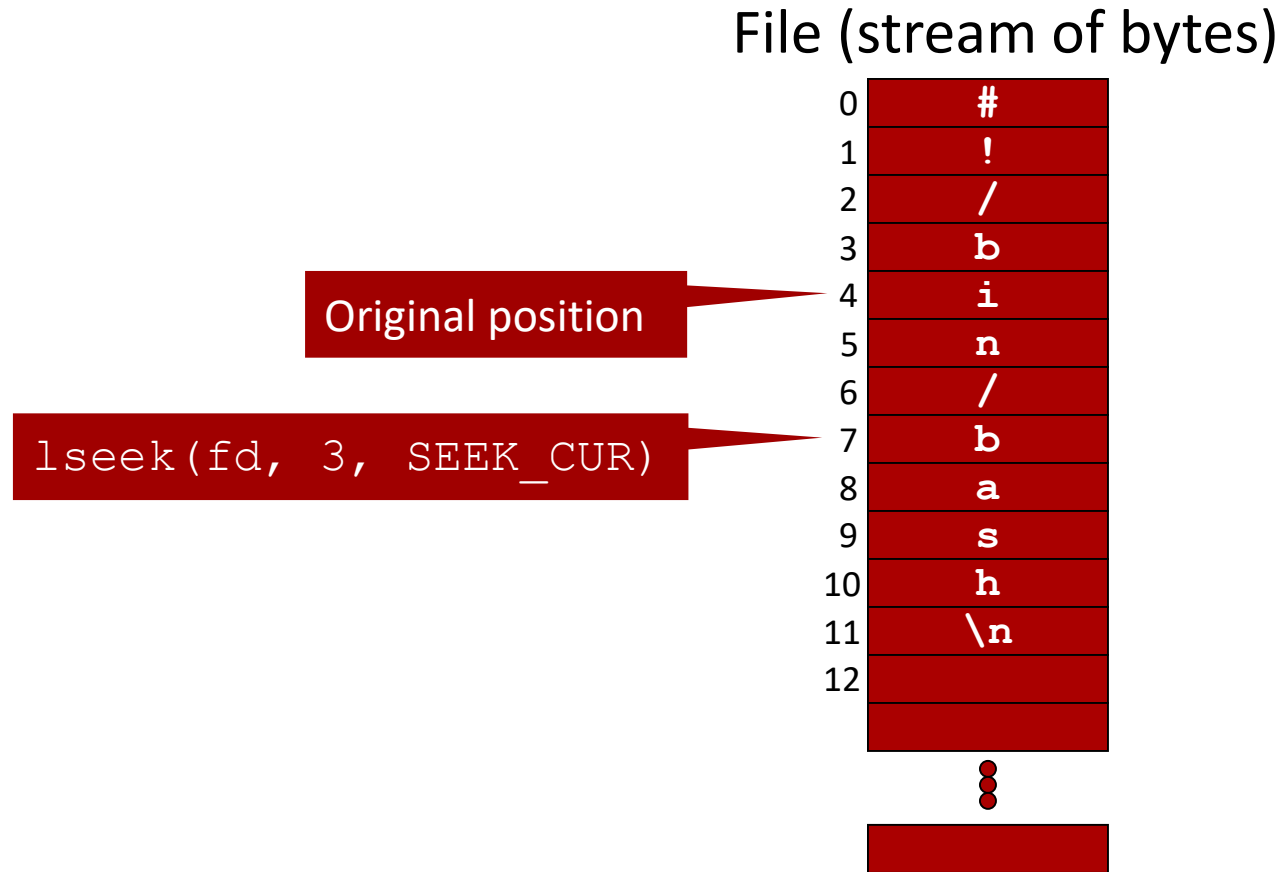 File (stream of bytes)
0 #
1 !
2 /
3 b
Original position 4 i
5 n
6 /
lseek(fd, 3, SEEK_CUR) 7 b
8 a
9 s
10 h
11 \n
12